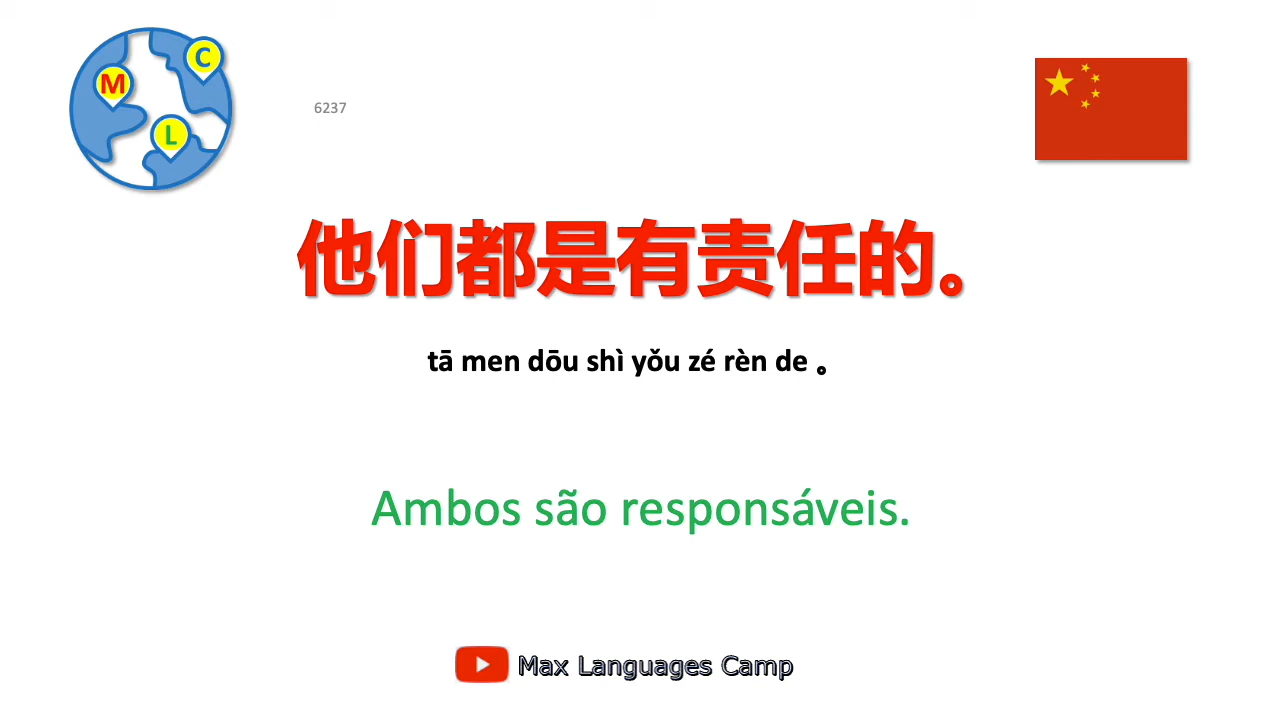 C
M
L
6237
他们都是有责任的。
tā men dōu shì yǒu zé rèn de 。
Ambos são responsáveis.
Max Languages Camp